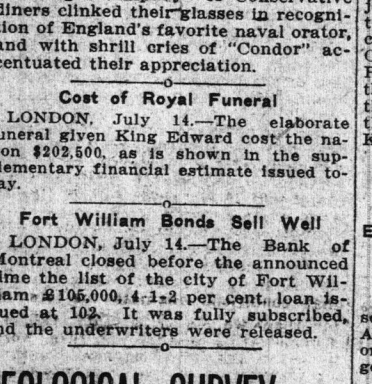 diners clinked their glasses in recogni-
tion of England's favorite naval orator,
and with shrill cries of "Condor" ac-
centuated their appreciation.
Cost of Royal Funeral
LONDON, July 14.—The elaborate
uneral given King Edward cost the na-
on $202,500, as is shown in the sup-
lementary financial estimate issued to-
ay.
Fort William Bonds Sell Well
LONDON, July 14.—The Bank of
Montreal closed before the announced
ime the list of the city of Fort Wil-
am £105,000, 4 1-2 per cent. loan is-
ued at 102. It was fully subscribed,
nd the underwriters were released.